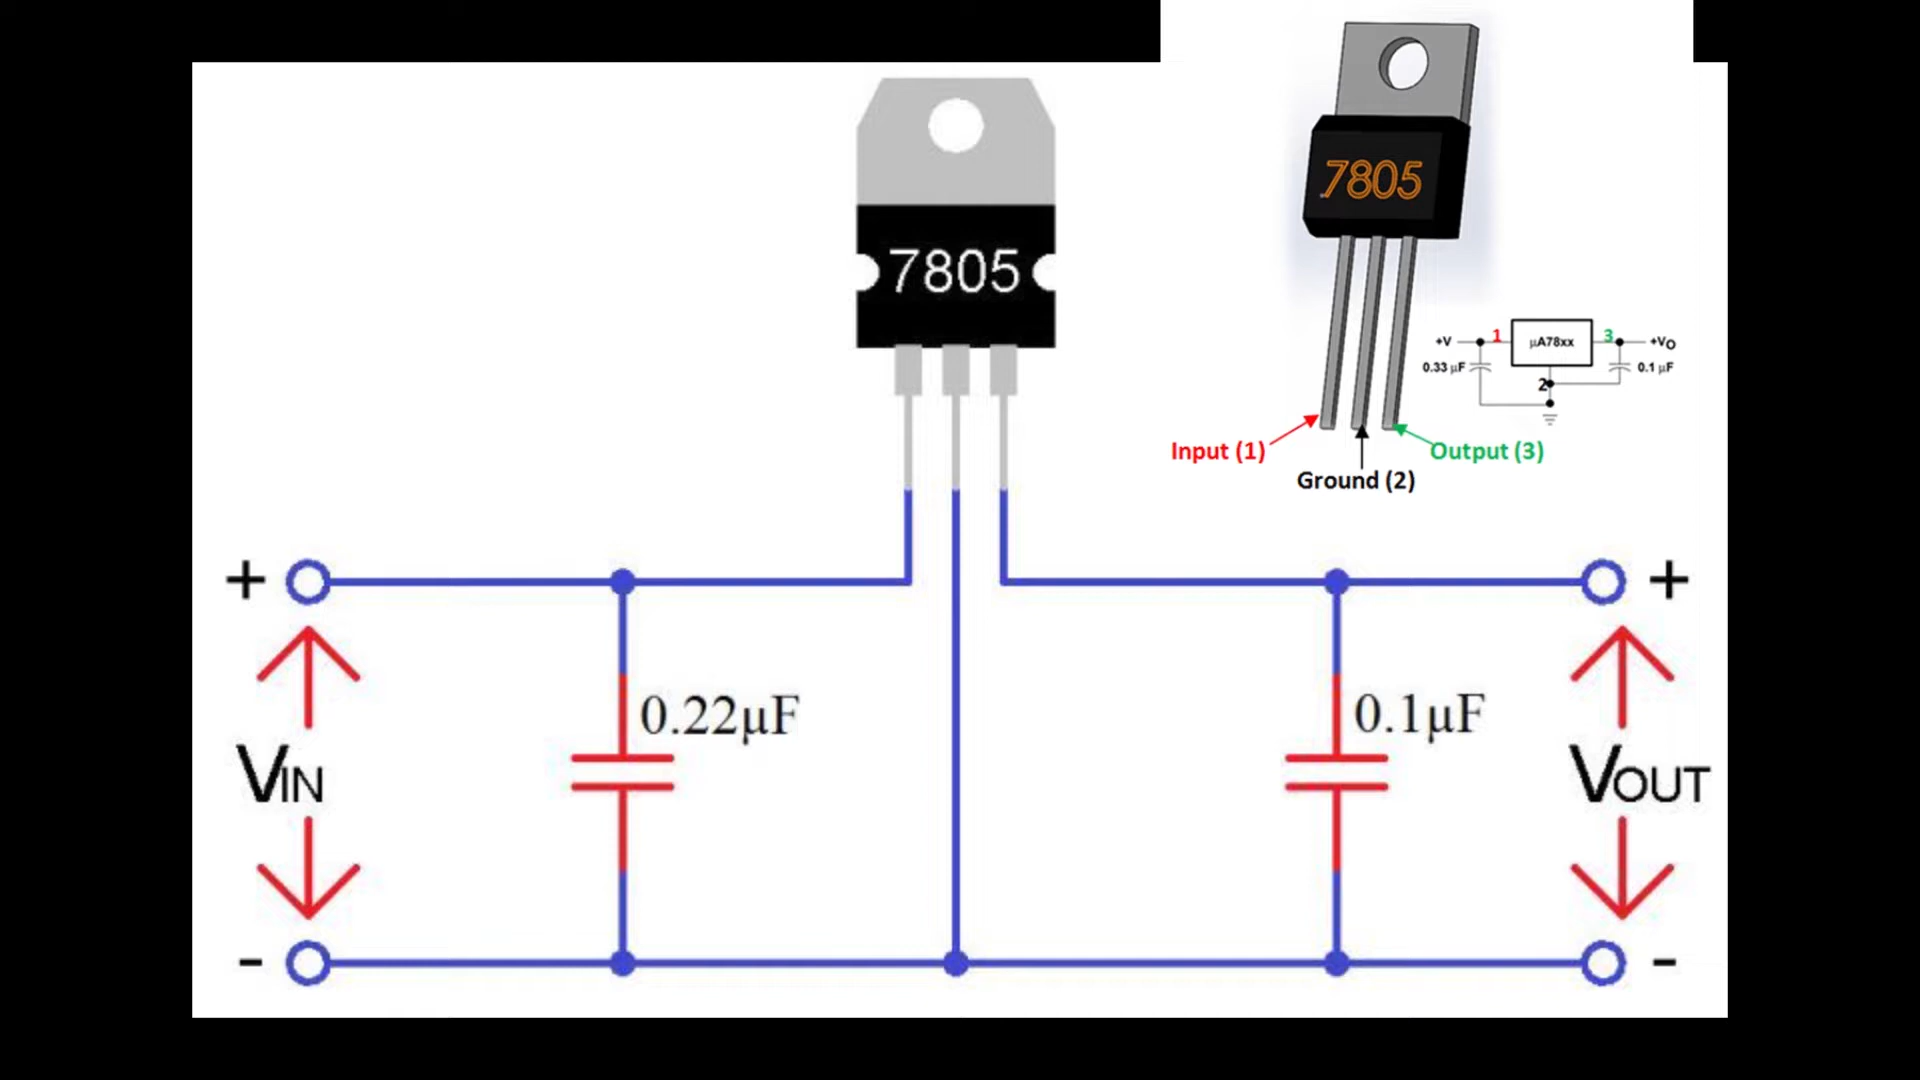 7805
7805
+V 1 µA78xx 3 +VO
0.33 µF 0.1 µF
2
Input (1) Output (3)
Ground (2)
+ +
0.22µF 0.1µF
VIN VOUT
- -